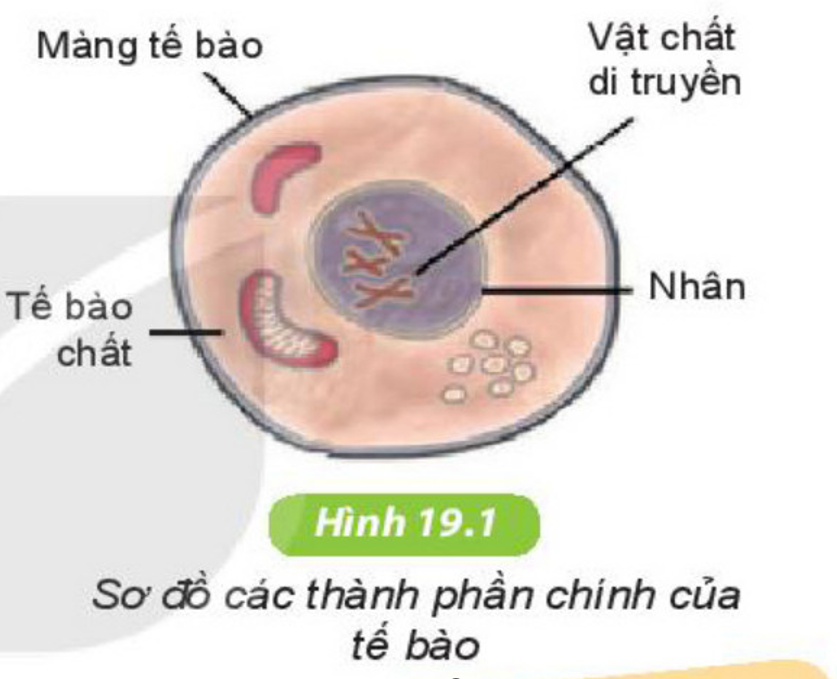 Màng tế bào
Vật chất
di truyền
Tế bào
chất
Nhân
Hình 19.1
Sơ đồ các thành phần chính của
tế bào